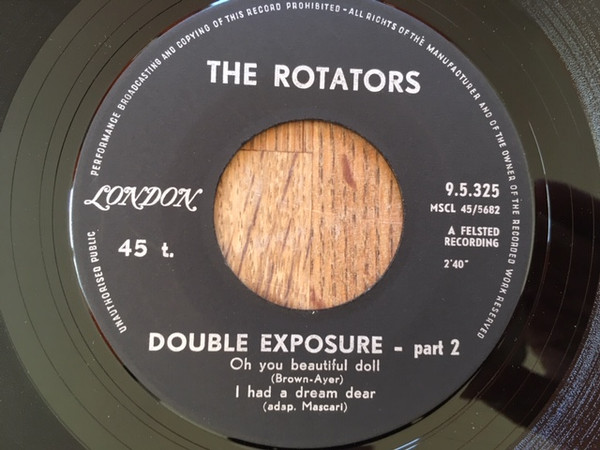 UNAUTHORISED PUBLIC PERFORMANCE BROADCASTING AND COPYING OF THIS RECORD PROHIBITED - ALL RIGHTS OF THE MANUFACTURER AND OF THE OWNER OF THE RECORDED WORK RESERVED
THE ROTATORS
LONDON
45 t.
9.5.325
MSCL 45/5682
A FELSTED
RECORDING
2'40"
DOUBLE EXPOSURE - part 2
Oh you beautiful doll
(Brown-Ayer)
I had a dream dear
(adap. Mascari)